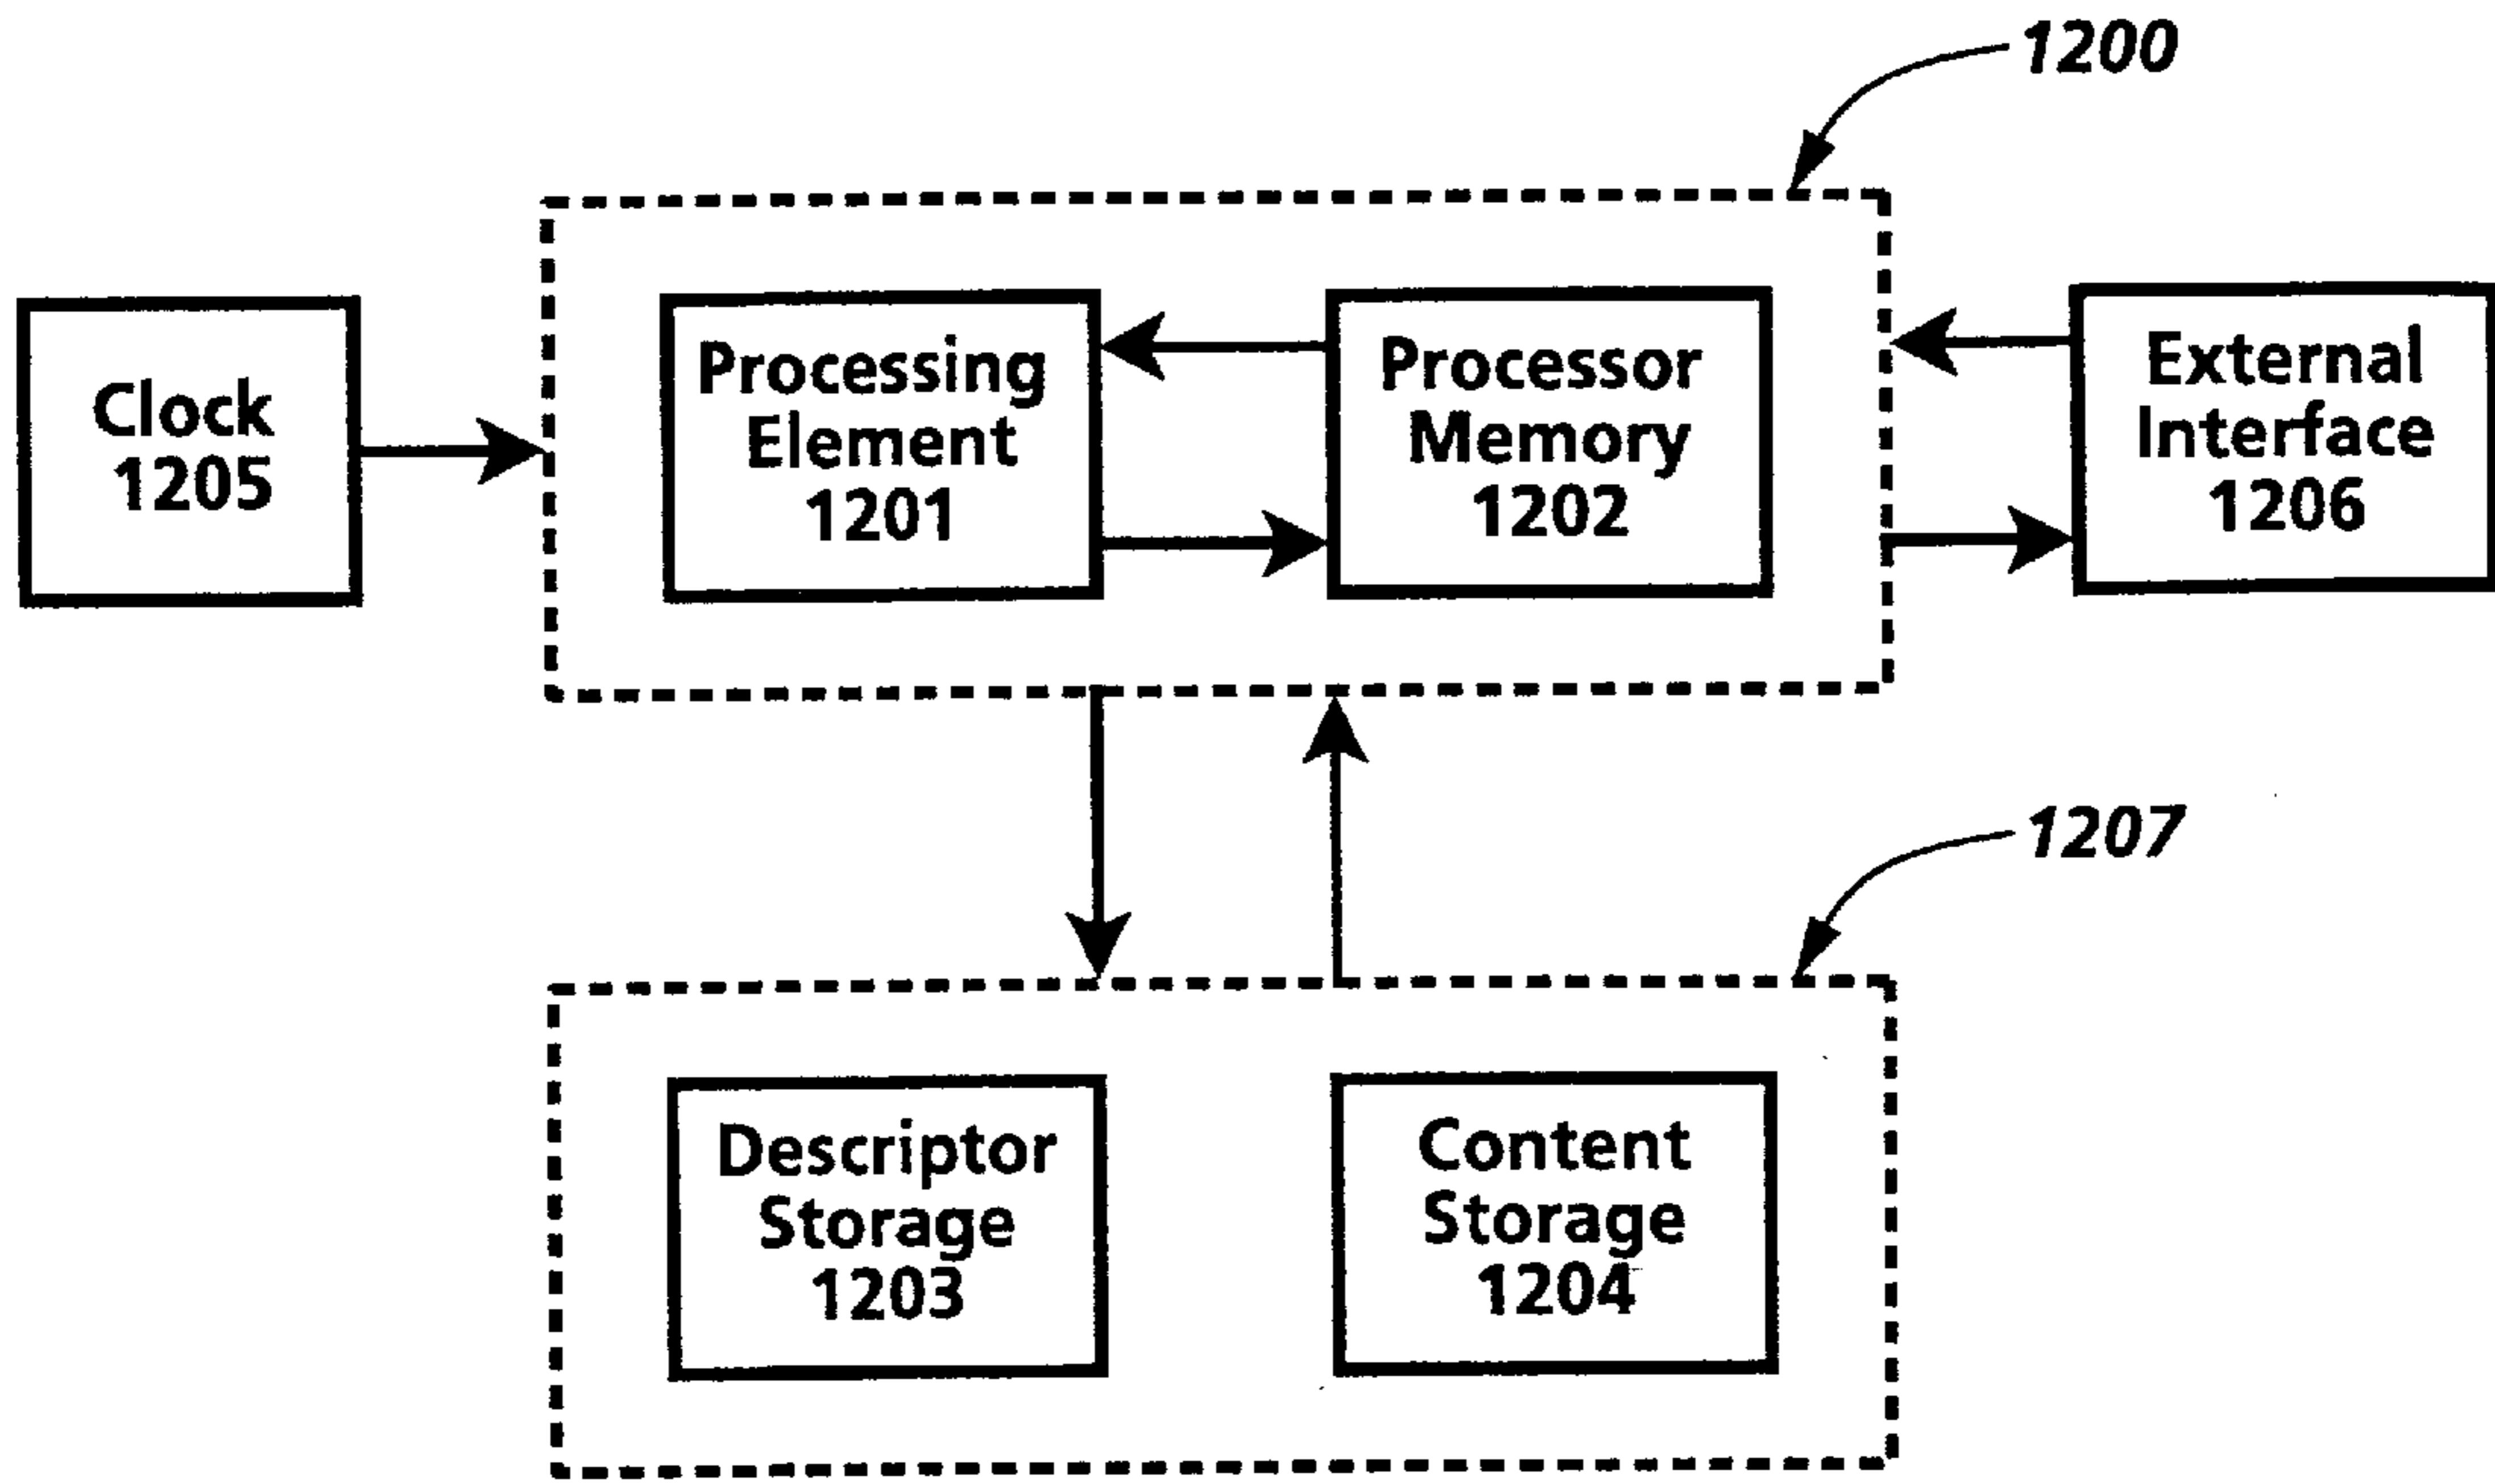 1200
Clock
1205
Processing
Element
1201
Processor
Memory
1202
External
Interface
1206
1207
Descriptor
Storage
1203
Content
Storage
1204